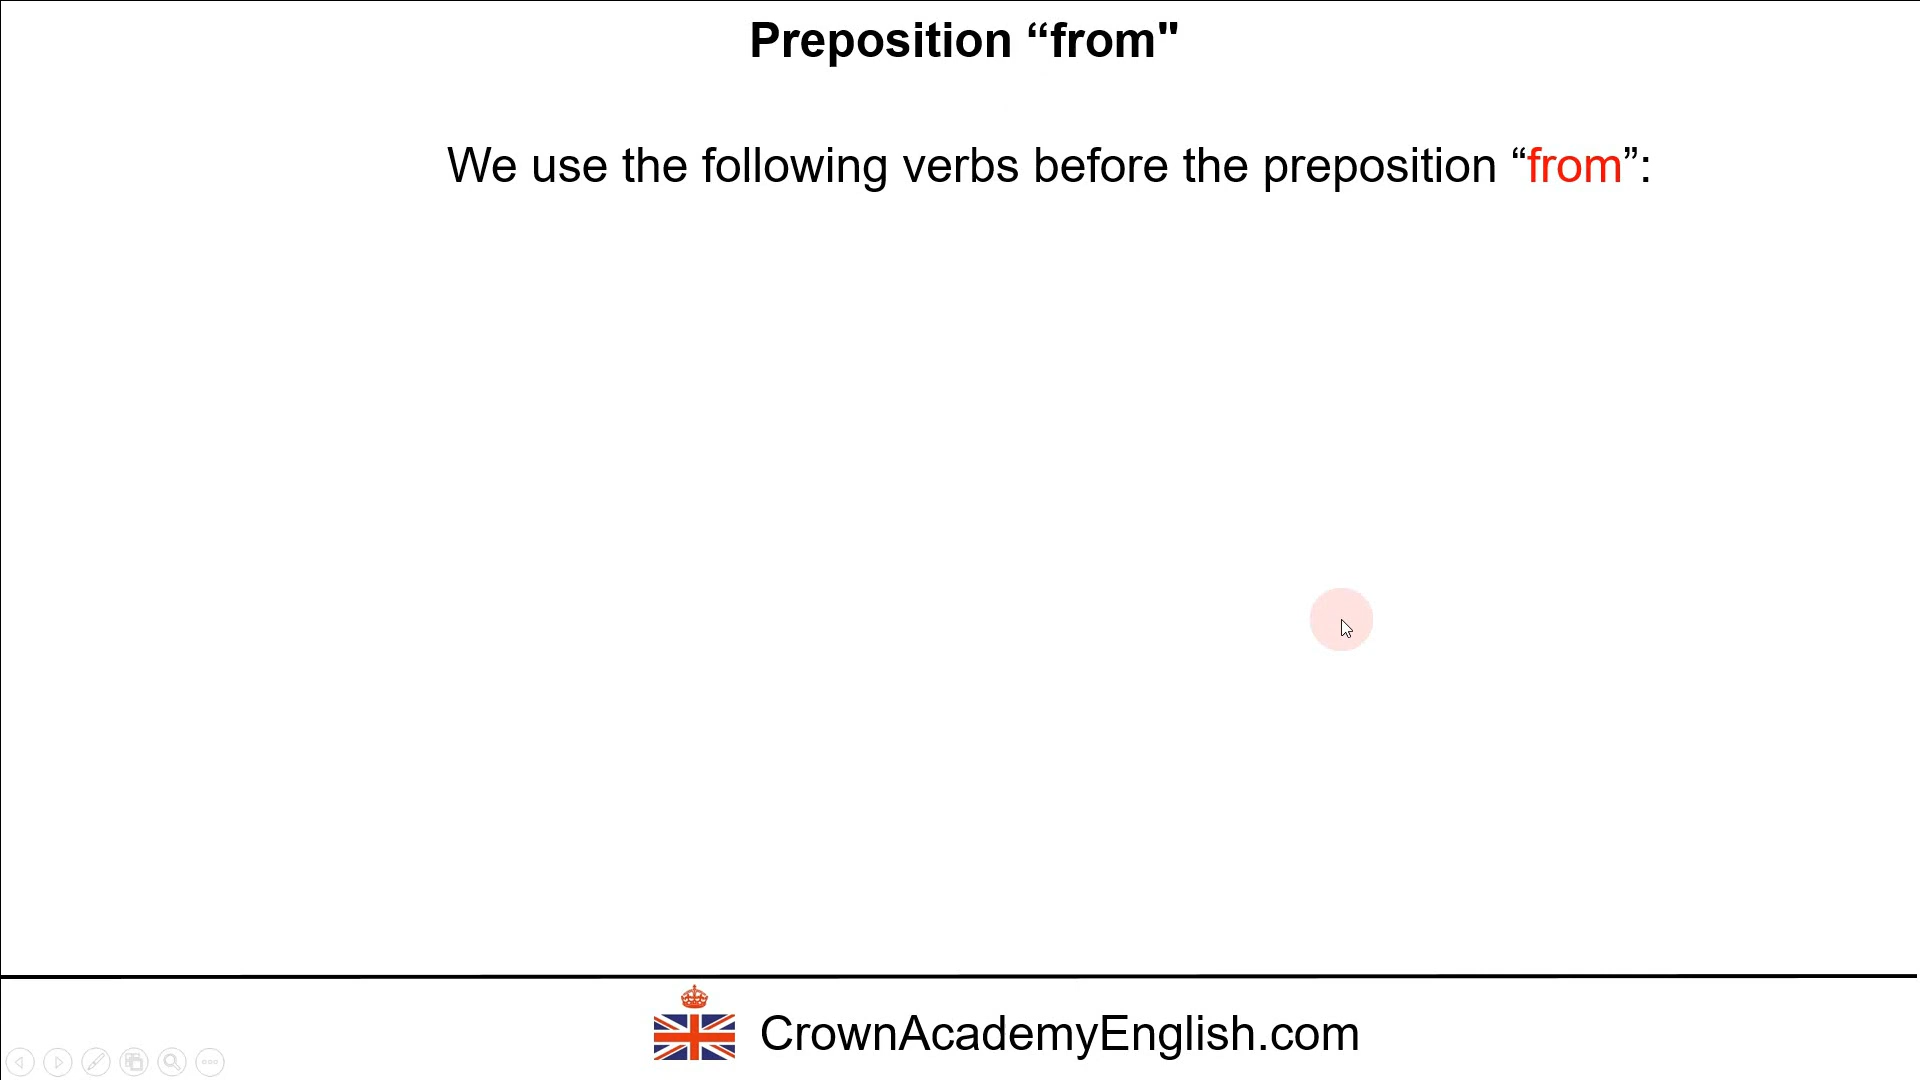 Preposition “from"
We use the following verbs before the preposition “from”:
CrownAcademyEnglish.com